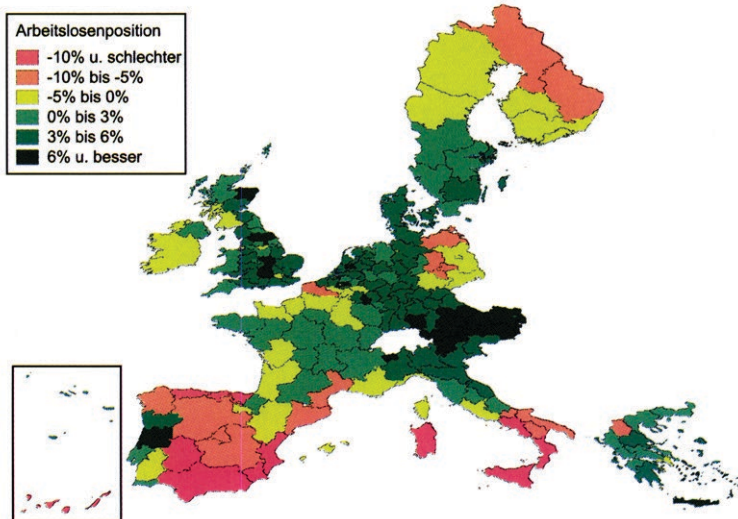 Arbeitslosenposition
-10% u. schlechter
-10% bis -5%
-5% bis 0%
0% bis 3%
3% bis 6%
6% u. besser